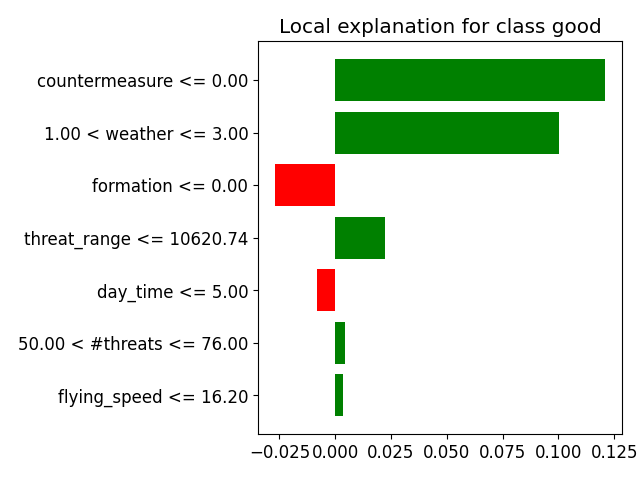 Local explanation for class good
countermeasure <= 0.00
1.00 < weather <= 3.00
formation <= 0.00
threat_range <= 10620.74
day_time <= 5.00
50.00 < #threats <= 76.00
flying_speed <= 16.20
−0.025 0.000 0.025 0.050 0.075 0.100 0.125